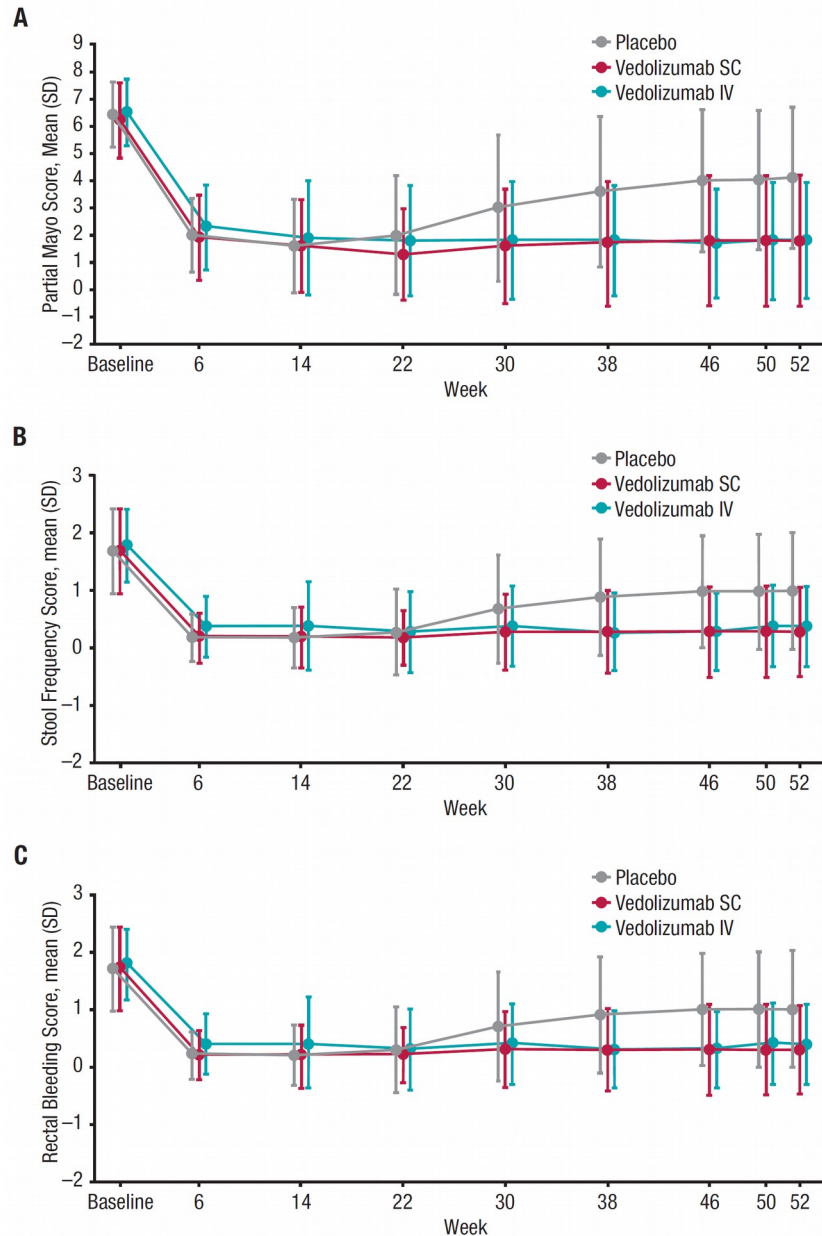 A
Placebo
Vedolizumab SC
Vedolizumab IV
Partial Mayo Score, Mean (SD)
9
8
7
6
5
4
3
2
1
0
−1
−2
Baseline 6 14 22 30 38 46 50 52
Week
B
Placebo
Vedolizumab SC
Vedolizumab IV
Stool Frequency Score, mean (SD)
3
2
1
0
−1
−2
Baseline 6 14 22 30 38 46 50 52
Week
C
Placebo
Vedolizumab SC
Vedolizumab IV
Rectal Bleeding Score, mean (SD)
3
2
1
0
−1
−2
Baseline 6 14 22 30 38 46 50 52
Week